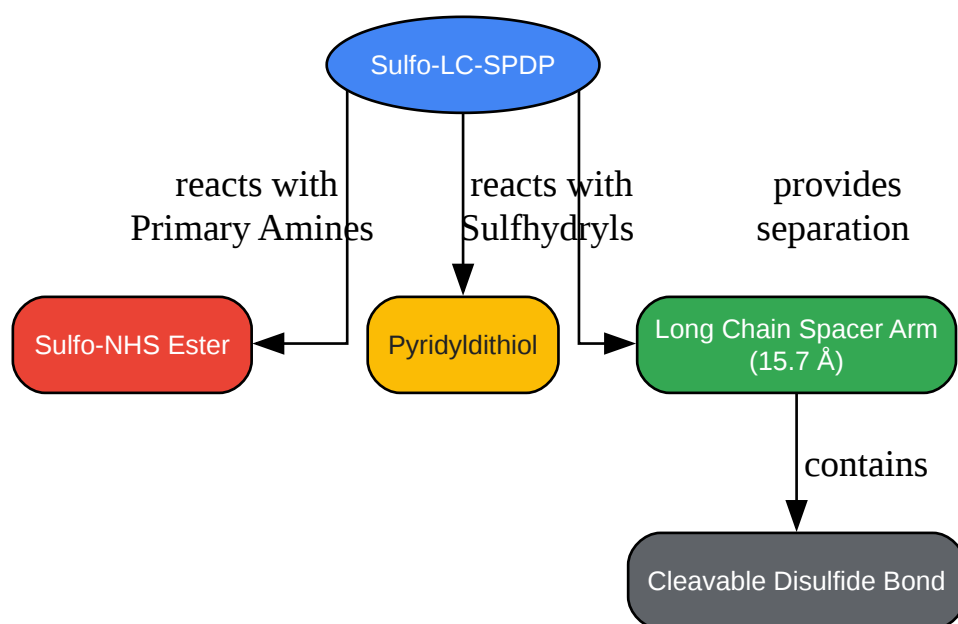 Sulfo-LC-SPDP
reacts with
Primary Amines
reacts with
Sulfhydryls
provides
separation
Sulfo-NHS Ester
Pyridyldithiol
Long Chain Spacer Arm
(15.7 Å)
contains
Cleavable Disulfide Bond